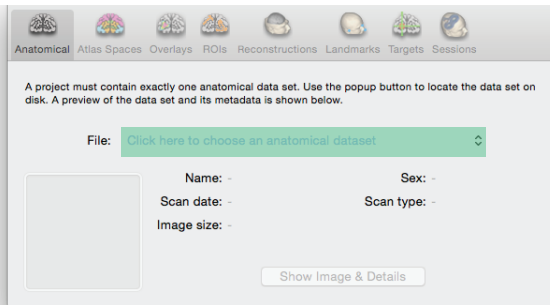 Anatomical Atlas Spaces Overlays ROIs Reconstructions Landmarks Targets Sessions
A project must contain exactly one anatomical data set. Use the popup button to locate the data set on
disk. A preview of the data set and its metadata is shown below.
File: Click here to choose an anatomical dataset
Name: - Sex: -
Scan date: - Scan type: -
Image size: -
Show Image & Details